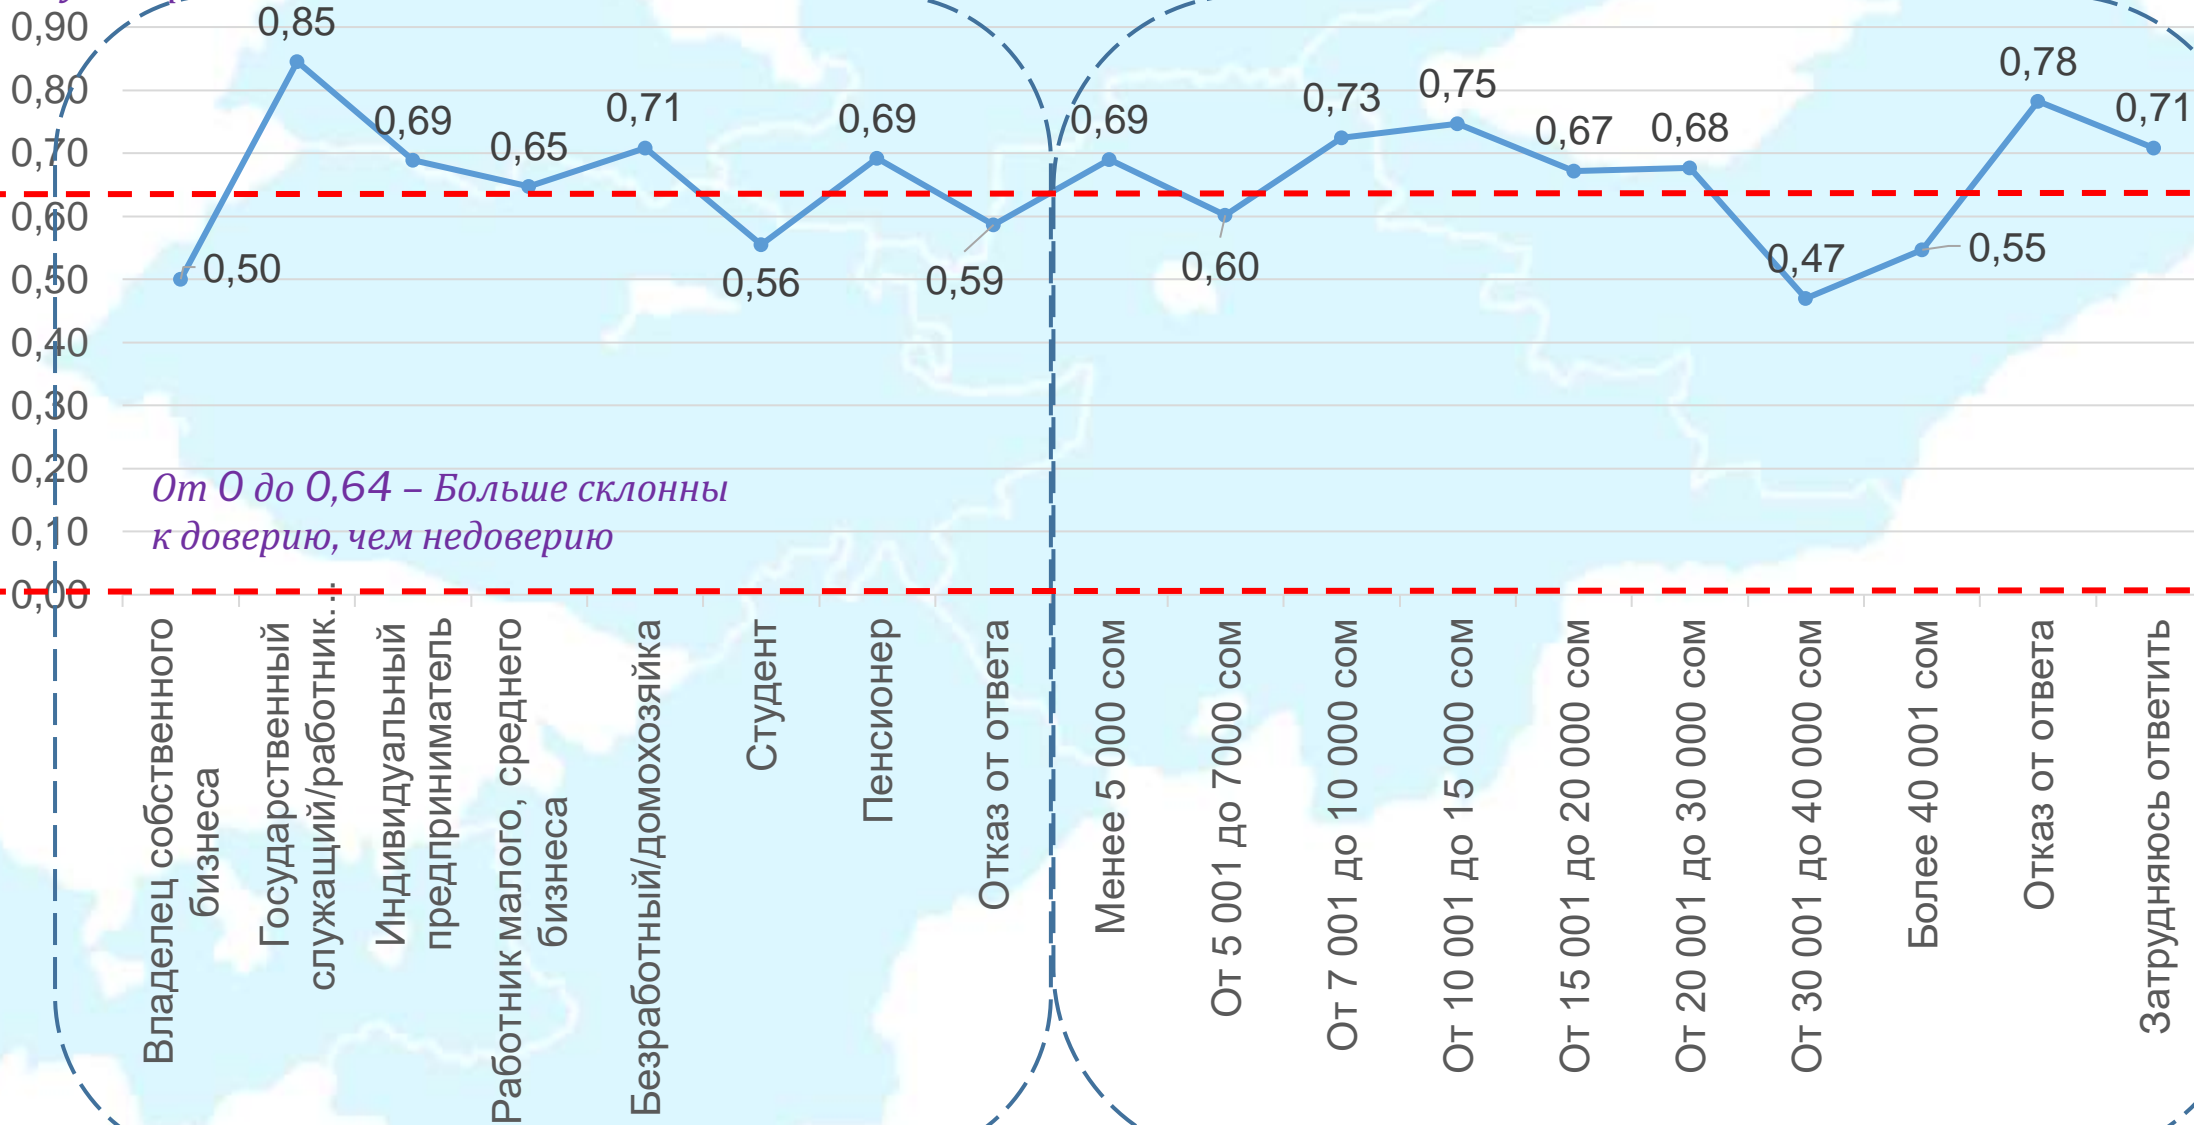 0,90
0,80
0,70
0,60
0,50
0,40
0,30
0,20
0,10
0,00
0,50
0,85
0,69
0,65
0,71
0,56
0,69
0,59
0,69
0,60
0,73
0,75
0,67
0,68
0,47
0,55
0,78
0,71
От 0 до 0,64 – Больше склонны
к доверию, чем недоверию
Владелец собственного
бизнеса
Государственный
служащий/работник…
Индивидуальный
предприниматель
Работник малого, среднего
бизнеса
Безработный/домохозяйка
Студент
Пенсионер
Отказ от ответа
Менее 5 000 сом
От 5 001 до 7000 сом
От 7 001 до 10 000 сом
От 10 001 до 15 000 сом
От 15 001 до 20 000 сом
От 20 001 до 30 000 сом
От 30 001 до 40 000 сом
Более 40 001 сом
Отказ от ответа
Затрудняюсь ответить